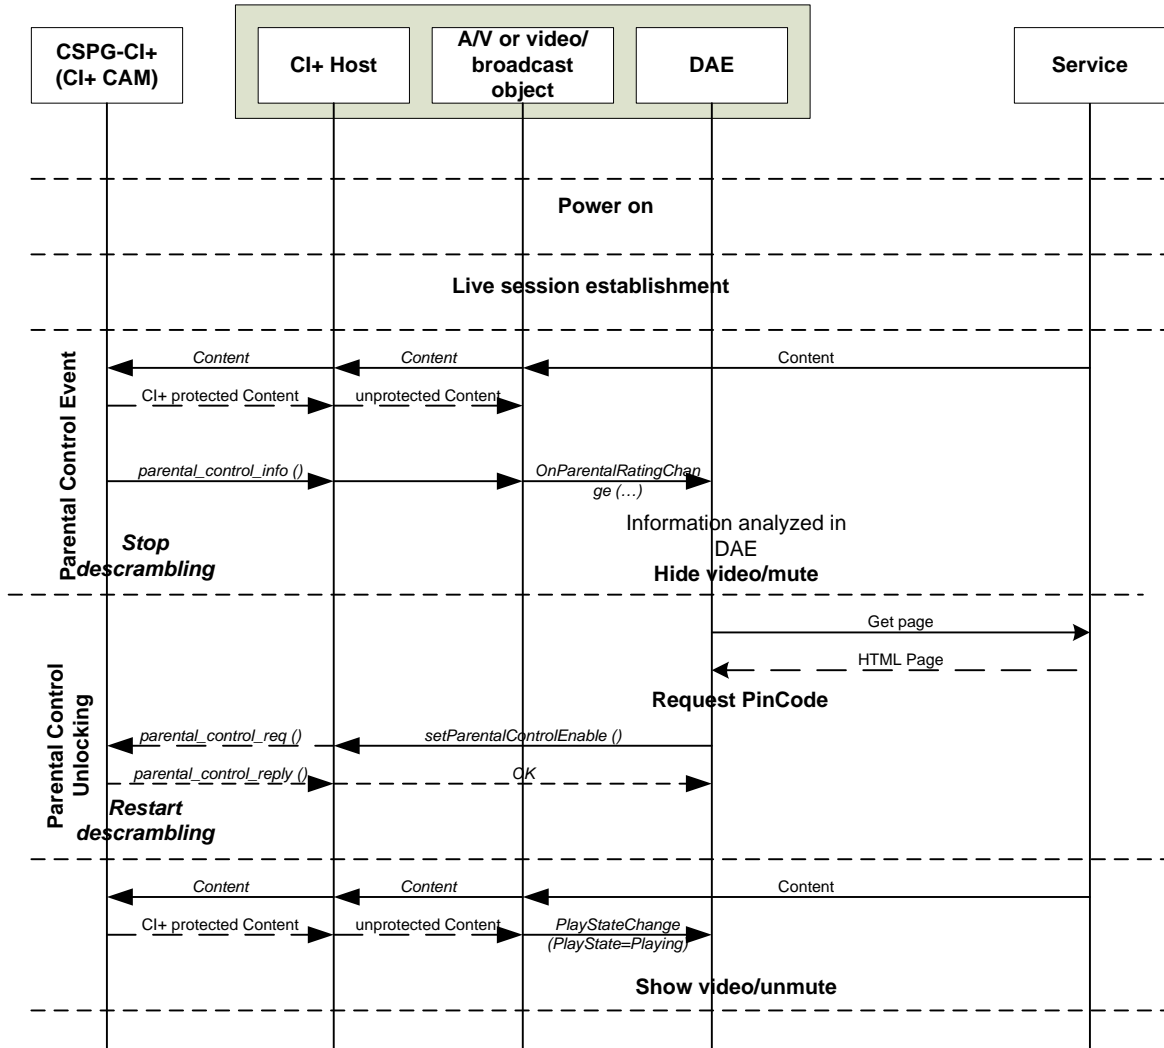 CSPG-CI+
(CI+ CAM)
CI+ Host
A/V or video/
broadcast
object
DAE
Service
Power on
Live session establishment
Parental Control Event
Content
Content
Content
CI+ protected Content
unprotected Content
parental_control_info ()
OnParentalRatingChan
ge (…)
Information analyzed in
DAE
Stop
descrambling
Hide video/mute
Parental Control
Unlocking
Get page
HTML Page
Request PinCode
parental_control_req ()
setParentalControlEnable ()
parental_control_reply ()
OK
Restart
descrambling
Content
Content
Content
CI+ protected Content
unprotected Content
PlayStateChange
(PlayState=Playing)
Show video/unmute